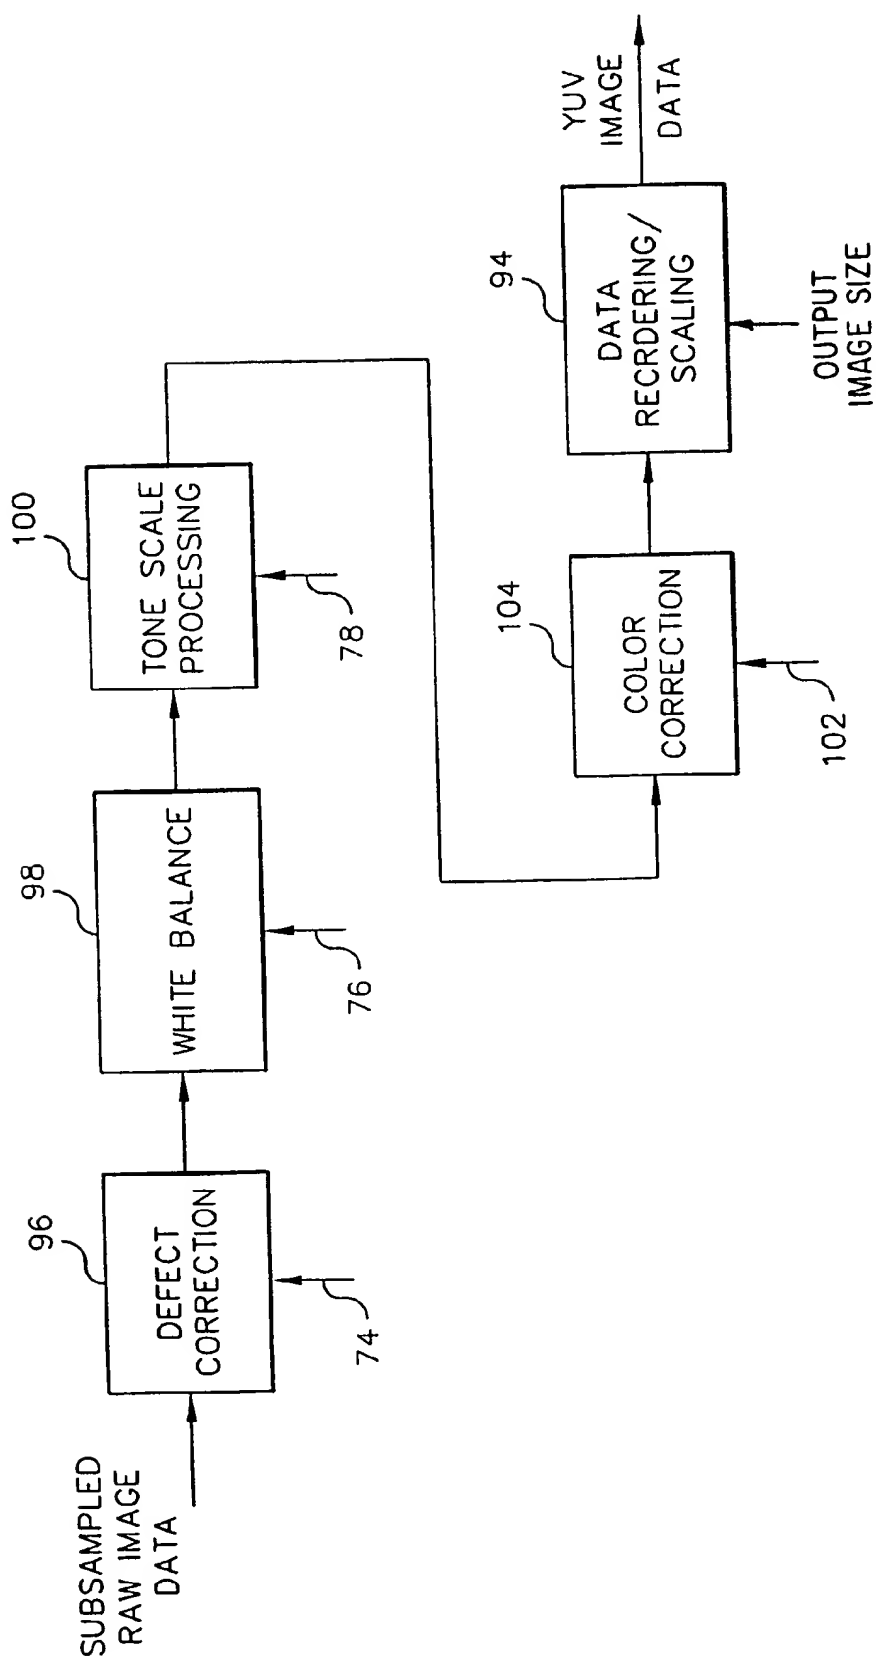 SUBSAMPLED
RAW IMAGE
DATA
96
DEFECT
CORRECTION
74
98
WHITE BALANCE
76
100
TONE SCALE
PROCESSING
78
104
COLOR
CORRECTION
102
94
DATA
RECRDERING/
SCALING
OUTPUT
IMAGE SIZE
YUV
IMAGE
DATA